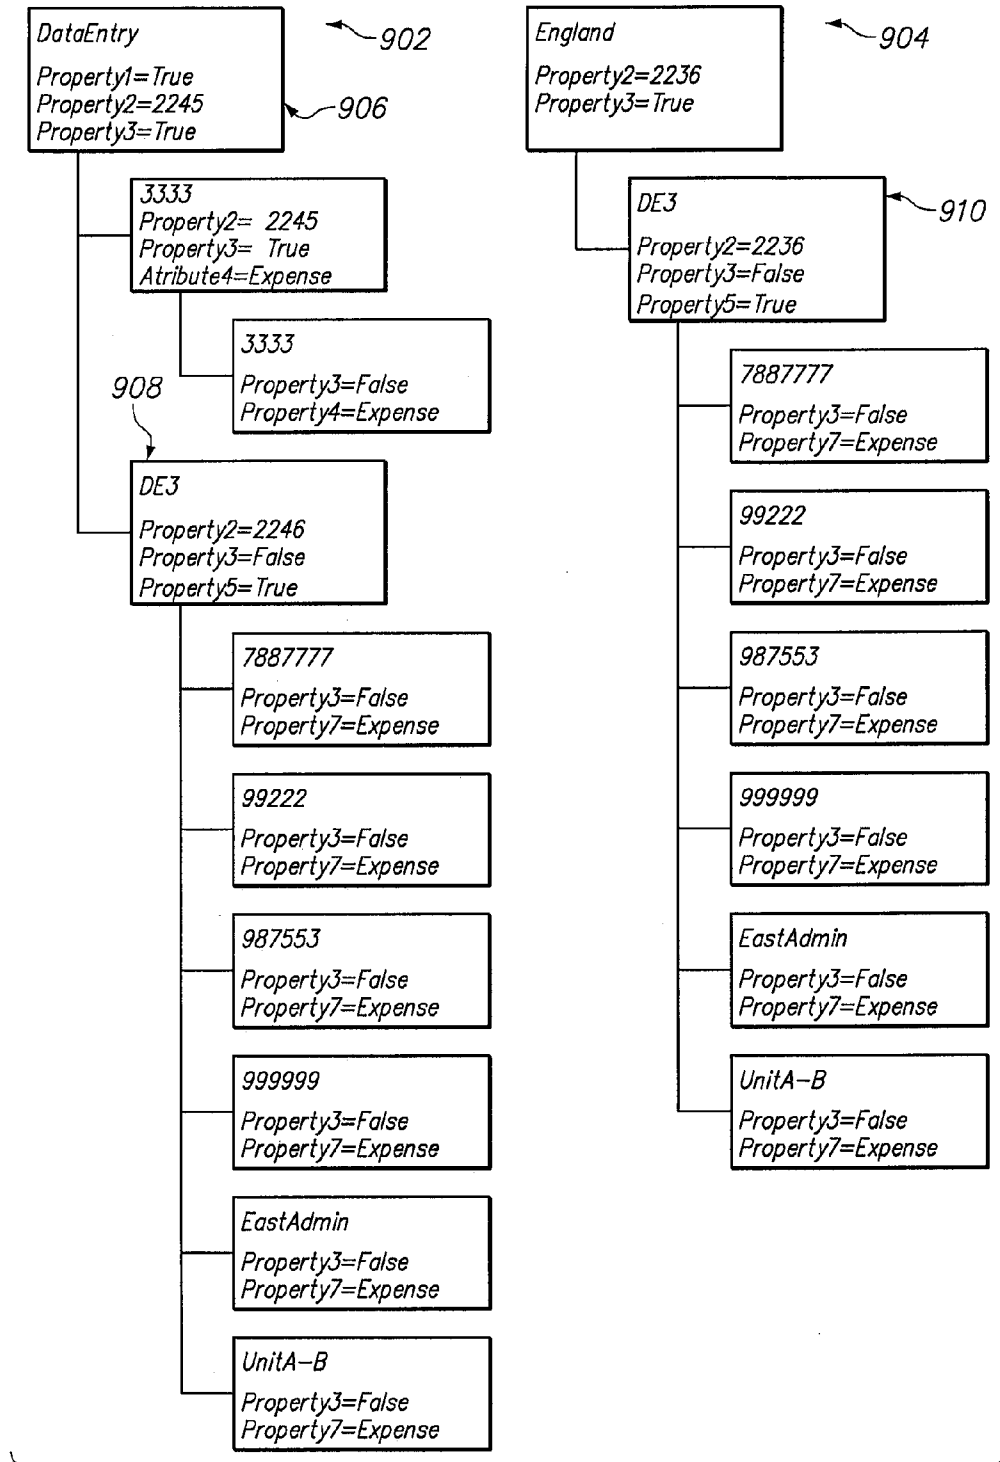 DataEntry
Property1=True
Property2=2245
Property3=True
902
906
3333
Property2= 2245
Property3= True
Atribute4=Expense
3333
Property3=False
Property4=Expense
908
DE3
Property2=2246
Property3=False
Property5=True
7887777
Property3=False
Property7=Expense
99222
Property3=False
Property7=Expense
987553
Property3=False
Property7=Expense
999999
Property3=False
Property7=Expense
EastAdmin
Property3=False
Property7=Expense
UnitA-B
Property3=False
Property7=Expense
England
Property2=2236
Property3=True
904
DE3
Property2=2236
Property3=False
Property5=True
910
7887777
Property3=False
Property7=Expense
99222
Property3=False
Property7=Expense
987553
Property3=False
Property7=Expense
999999
Property3=False
Property7=Expense
EastAdmin
Property3=False
Property7=Expense
UnitA-B
Property3=False
Property7=Expense